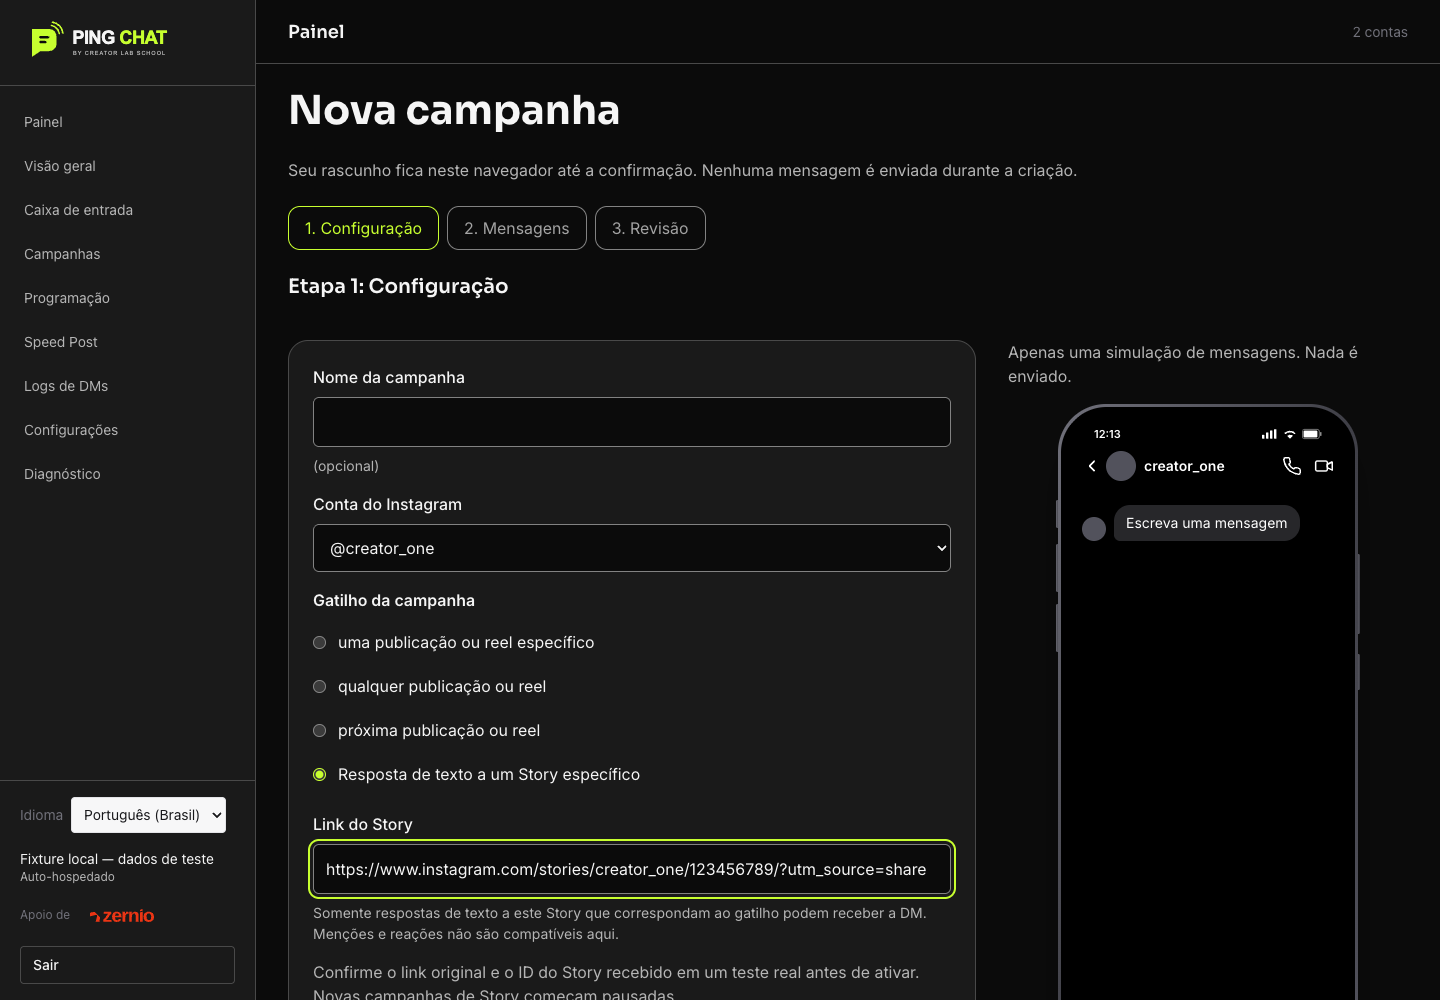 PING CHAT
BY CREATOR LAB SCHOOL
Painel
Visão geral
Caixa de entrada
Campanhas
Programação
Speed Post
Logs de DMs
Configurações
Diagnóstico
Idioma
Português (Brasil)
Fixture local — dados de teste
Auto-hospedado
Apoio de
zernio
Sair
Painel
2 contas
Nova campanha
Seu rascunho fica neste navegador até a confirmação. Nenhuma mensagem é enviada durante a criação.
1. Configuração
2. Mensagens
3. Revisão
Etapa 1: Configuração
Nome da campanha
(opcional)
Conta do Instagram
@creator_one
Gatilho da campanha
uma publicação ou reel específico
qualquer publicação ou reel
próxima publicação ou reel
Resposta de texto a um Story específico
Link do Story
https://www.instagram.com/stories/creator_one/123456789/?utm_source=share
Somente respostas de texto a este Story que correspondam ao gatilho podem receber a DM.
Menções e reações não são compatíveis aqui.
Confirme o link original e o ID do Story recebido em um teste real antes de ativar.
Novas campanhas de Story começam pausadas.
Apenas uma simulação de mensagens. Nada é
enviado.
12:13
creator_one
Escreva uma mensagem